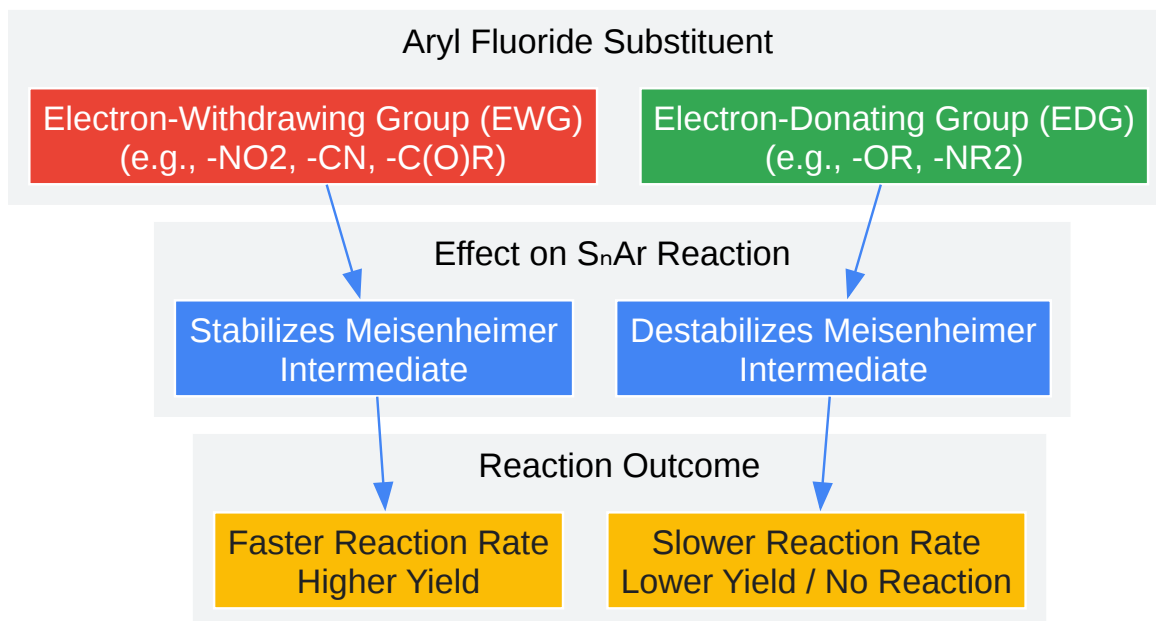 Aryl Fluoride Substituent
Electron-Withdrawing Group (EWG)
(e.g., -NO2, -CN, -C(O)R)
Electron-Donating Group (EDG)
(e.g., -OR, -NR2)
Effect on SₙAr Reaction
Stabilizes Meisenheimer
Intermediate
Destabilizes Meisenheimer
Intermediate
Reaction Outcome
Faster Reaction Rate
Higher Yield
Slower Reaction Rate
Lower Yield / No Reaction